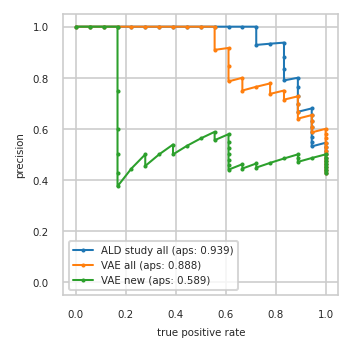 1.0
0.8
0.6
0.4
0.2
0.0
precision
ALD study all (aps: 0.939)
VAE all (aps: 0.888)
VAE new (aps: 0.589)
0.0 0.2 0.4 0.6 0.8 1.0
true positive rate